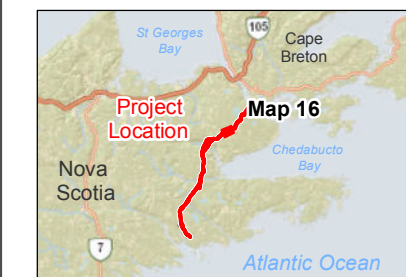 St Georges
Bay
105
Cape
Breton
Project
Location
Map 16
Chedabucto
Bay
Nova
Scotia
7
Atlantic Ocean